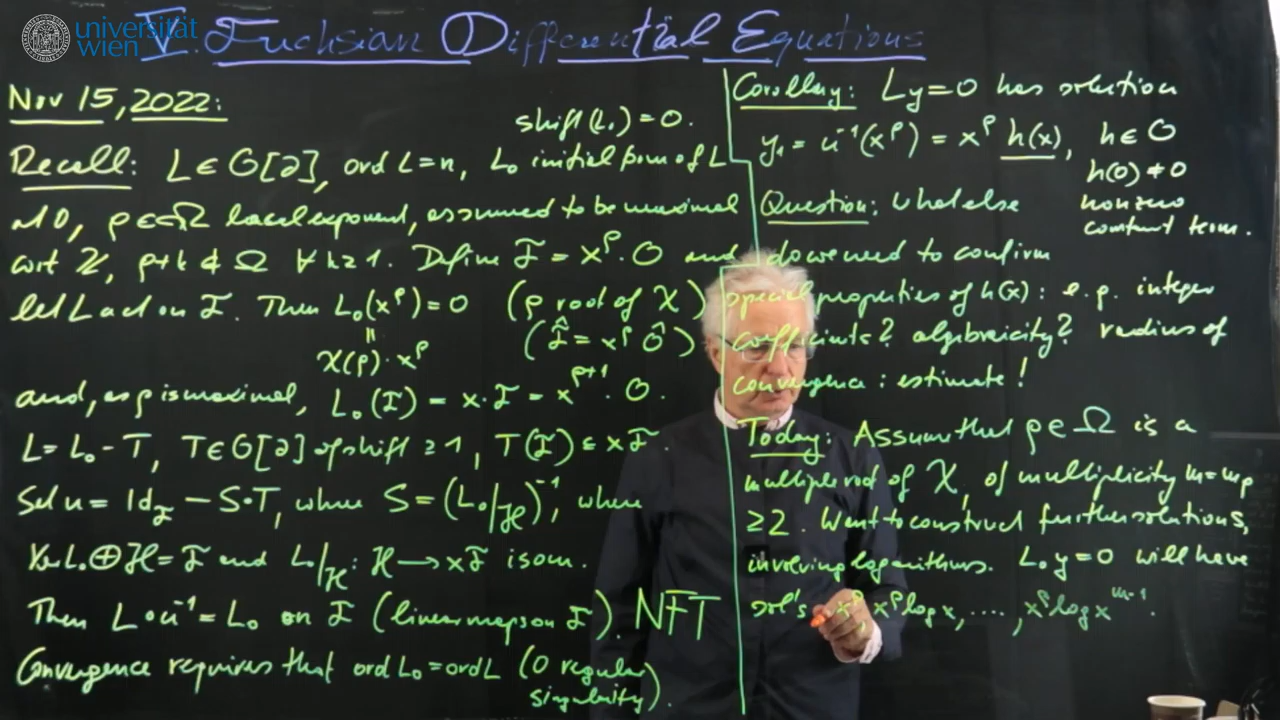 universität
wien
V. Fuchsian Differential Equations
Nov 15, 2022:
shift(L₀) = 0.
Recall: L ∈ O[∂], ord L = n, L₀ initial form of L
at 0, ρ ∈ Ω local exponent, assumed to be maximal
wrt ℤ, ρ+k ∉ Ω ∀ k ≥ 1. Define F = x^ρ · O and
let L act on F. Then L₀(x^ρ) = 0 (ρ root of χ)
"
χ(ρ) · x^ρ
(F̂ = x^ρ Ô)
and, as ρ is maximal, L₀(F) = x · F = x^{ρ+1} · O.
L = L₀ - T, T ∈ O[∂] of shift ≥ 1, T(F) ⊆ xF.
Set u = Id_F - S∘T, where S = (L₀|_H)^{-1}, where
Ker L₀ ⊕ H = F and L₀|_H : H → xF isom.
Then L∘u^{-1} = L₀ on F (linear maps on F). NFT
Convergence requires that ord L₀ = ord L (0 regular
singularity).
Corollary: Ly = 0 has solution
y₁ = u^{-1}(x^ρ) = x^ρ h(x), h ∈ O
h(0) ≠ 0
nonzero
constant term.
Question: What else
do we need to confirm
special properties of h(x): e.g. integer
coefficients? algebraicity? radius of
convergence: estimate!
Today: Assume that ρ ∈ Ω is a
multiple root of χ, of multiplicity m = m_ρ
≥ 2. Want to construct further solutions,
involving logarithms. L₀y = 0 will have
sol's x^ρ, x^ρ log x, ...., x^ρ log x^{m-1}.